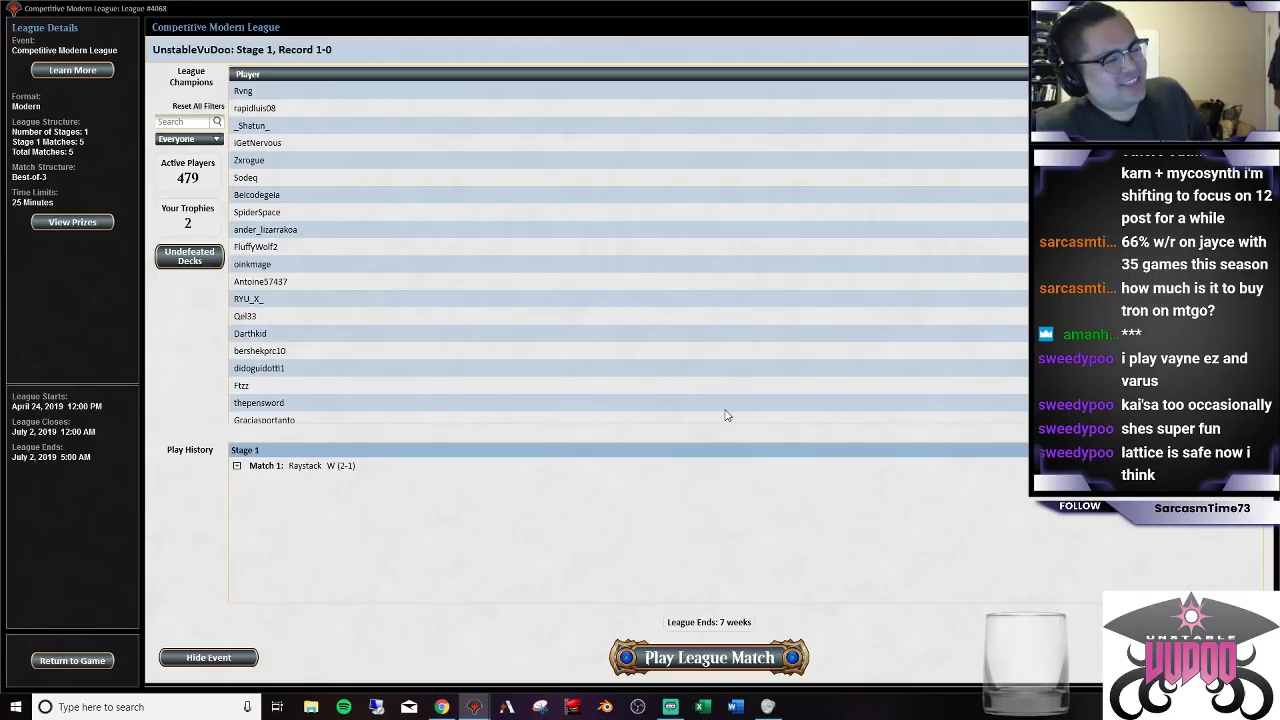 Competitive Modern League: League #4068
League Details
Event:
Competitive Modern League
Learn More
Format:
Modern
League Structure:
Number of Stages: 1
Stage 1 Matches: 5
Total Matches: 5
Match Structure:
Best-of-3
Time Limits:
25 Minutes
View Prizes
League Starts:
April 24, 2019 12:00 PM
League Closes:
July 2, 2019 12:00 AM
League Ends:
July 2, 2019 5:00 AM
Return to Game
Competitive Modern League
UnstableVuDoo: Stage 1, Record 1-0
League
Champions
Reset All Filters
Search
Everyone
Active Players
479
Your Trophies
2
Undefeated
Decks
Player
Rvng
rapidluis08
_Shatun_
IGetNervous
Zxrogue
Sodeq
Belcodegeia
SpiderSpace
ander_lizarrakoa
FluffyWolf2
oinkmage
Antoine57437
RYU_X_
Qel33
Darthkid
bershekprc10
didoguidotti1
Ftzz
thepensword
Graciasportanto
Play History
Stage 1
Match 1: Raystack W (2-1)
League Ends: 7 weeks
Hide Event
Play League Match
karn + mycosynth i'm
shifting to focus on 12
post for a while
sarcasmti... 66% w/r on jayce with
35 games this season
sarcasmti... how much is it to buy
tron on mtgo?
amanh... ***
sweedypoo i play vayne ez and
varus
sweedypoo kai'sa too occasionally
sweedypoo shes super fun
sweedypoo lattice is safe now i
think
FOLLOW SarcasmTime73
UNSTABLE
VUDOO
Type here to search